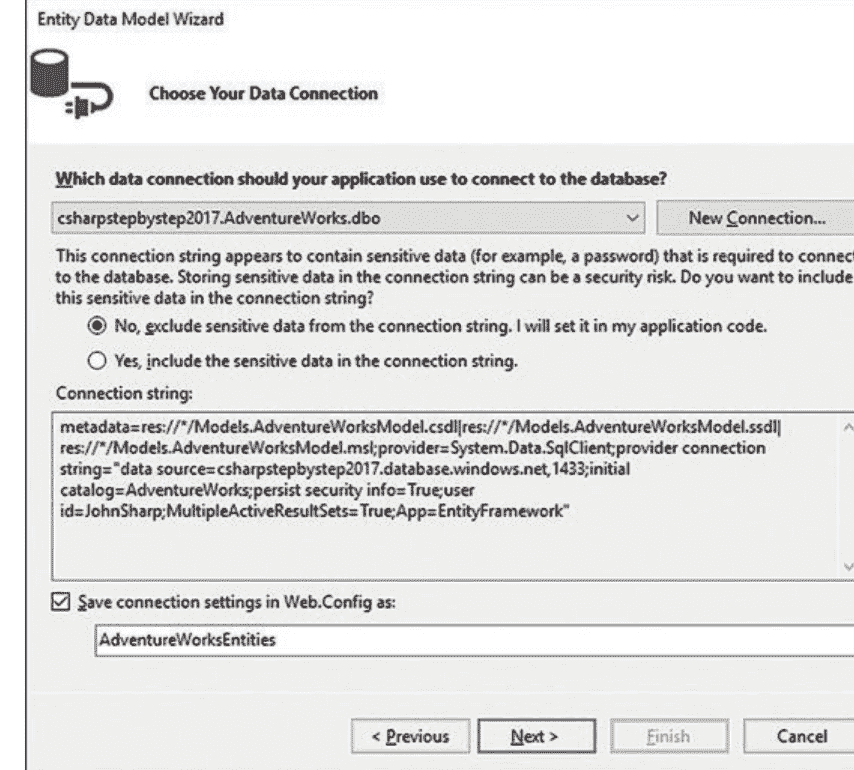 Entity Data Model Wizard
Choose Your Data Connection
Which data connection should your application use to connect to the database?
csharpstepbystep2017.AdventureWorks.dbo
New Connection...
This connection string appears to contain sensitive data (for example, a password) that is required to connect
to the database. Storing sensitive data in the connection string can be a security risk. Do you want to include
this sensitive data in the connection string?
No, exclude sensitive data from the connection string. I will set it in my application code.
Yes, include the sensitive data in the connection string.
Connection string:
metadata=res://*/Models.AdventureWorksModel.csdl|res://*/Models.AdventureWorksModel.ssdl|
res://*/Models.AdventureWorksModel.msl;provider=System.Data.SqlClient;provider connection
string="data source=csharpstepbystep2017.database.windows.net,1433;initial
catalog=AdventureWorks;persist security info=True;user
id=JohnSharp;MultipleActiveResultSets=True;App=EntityFramework"
Save connection settings in Web.Config as:
AdventureWorksEntities
< Previous
Next >
Finish
Cancel